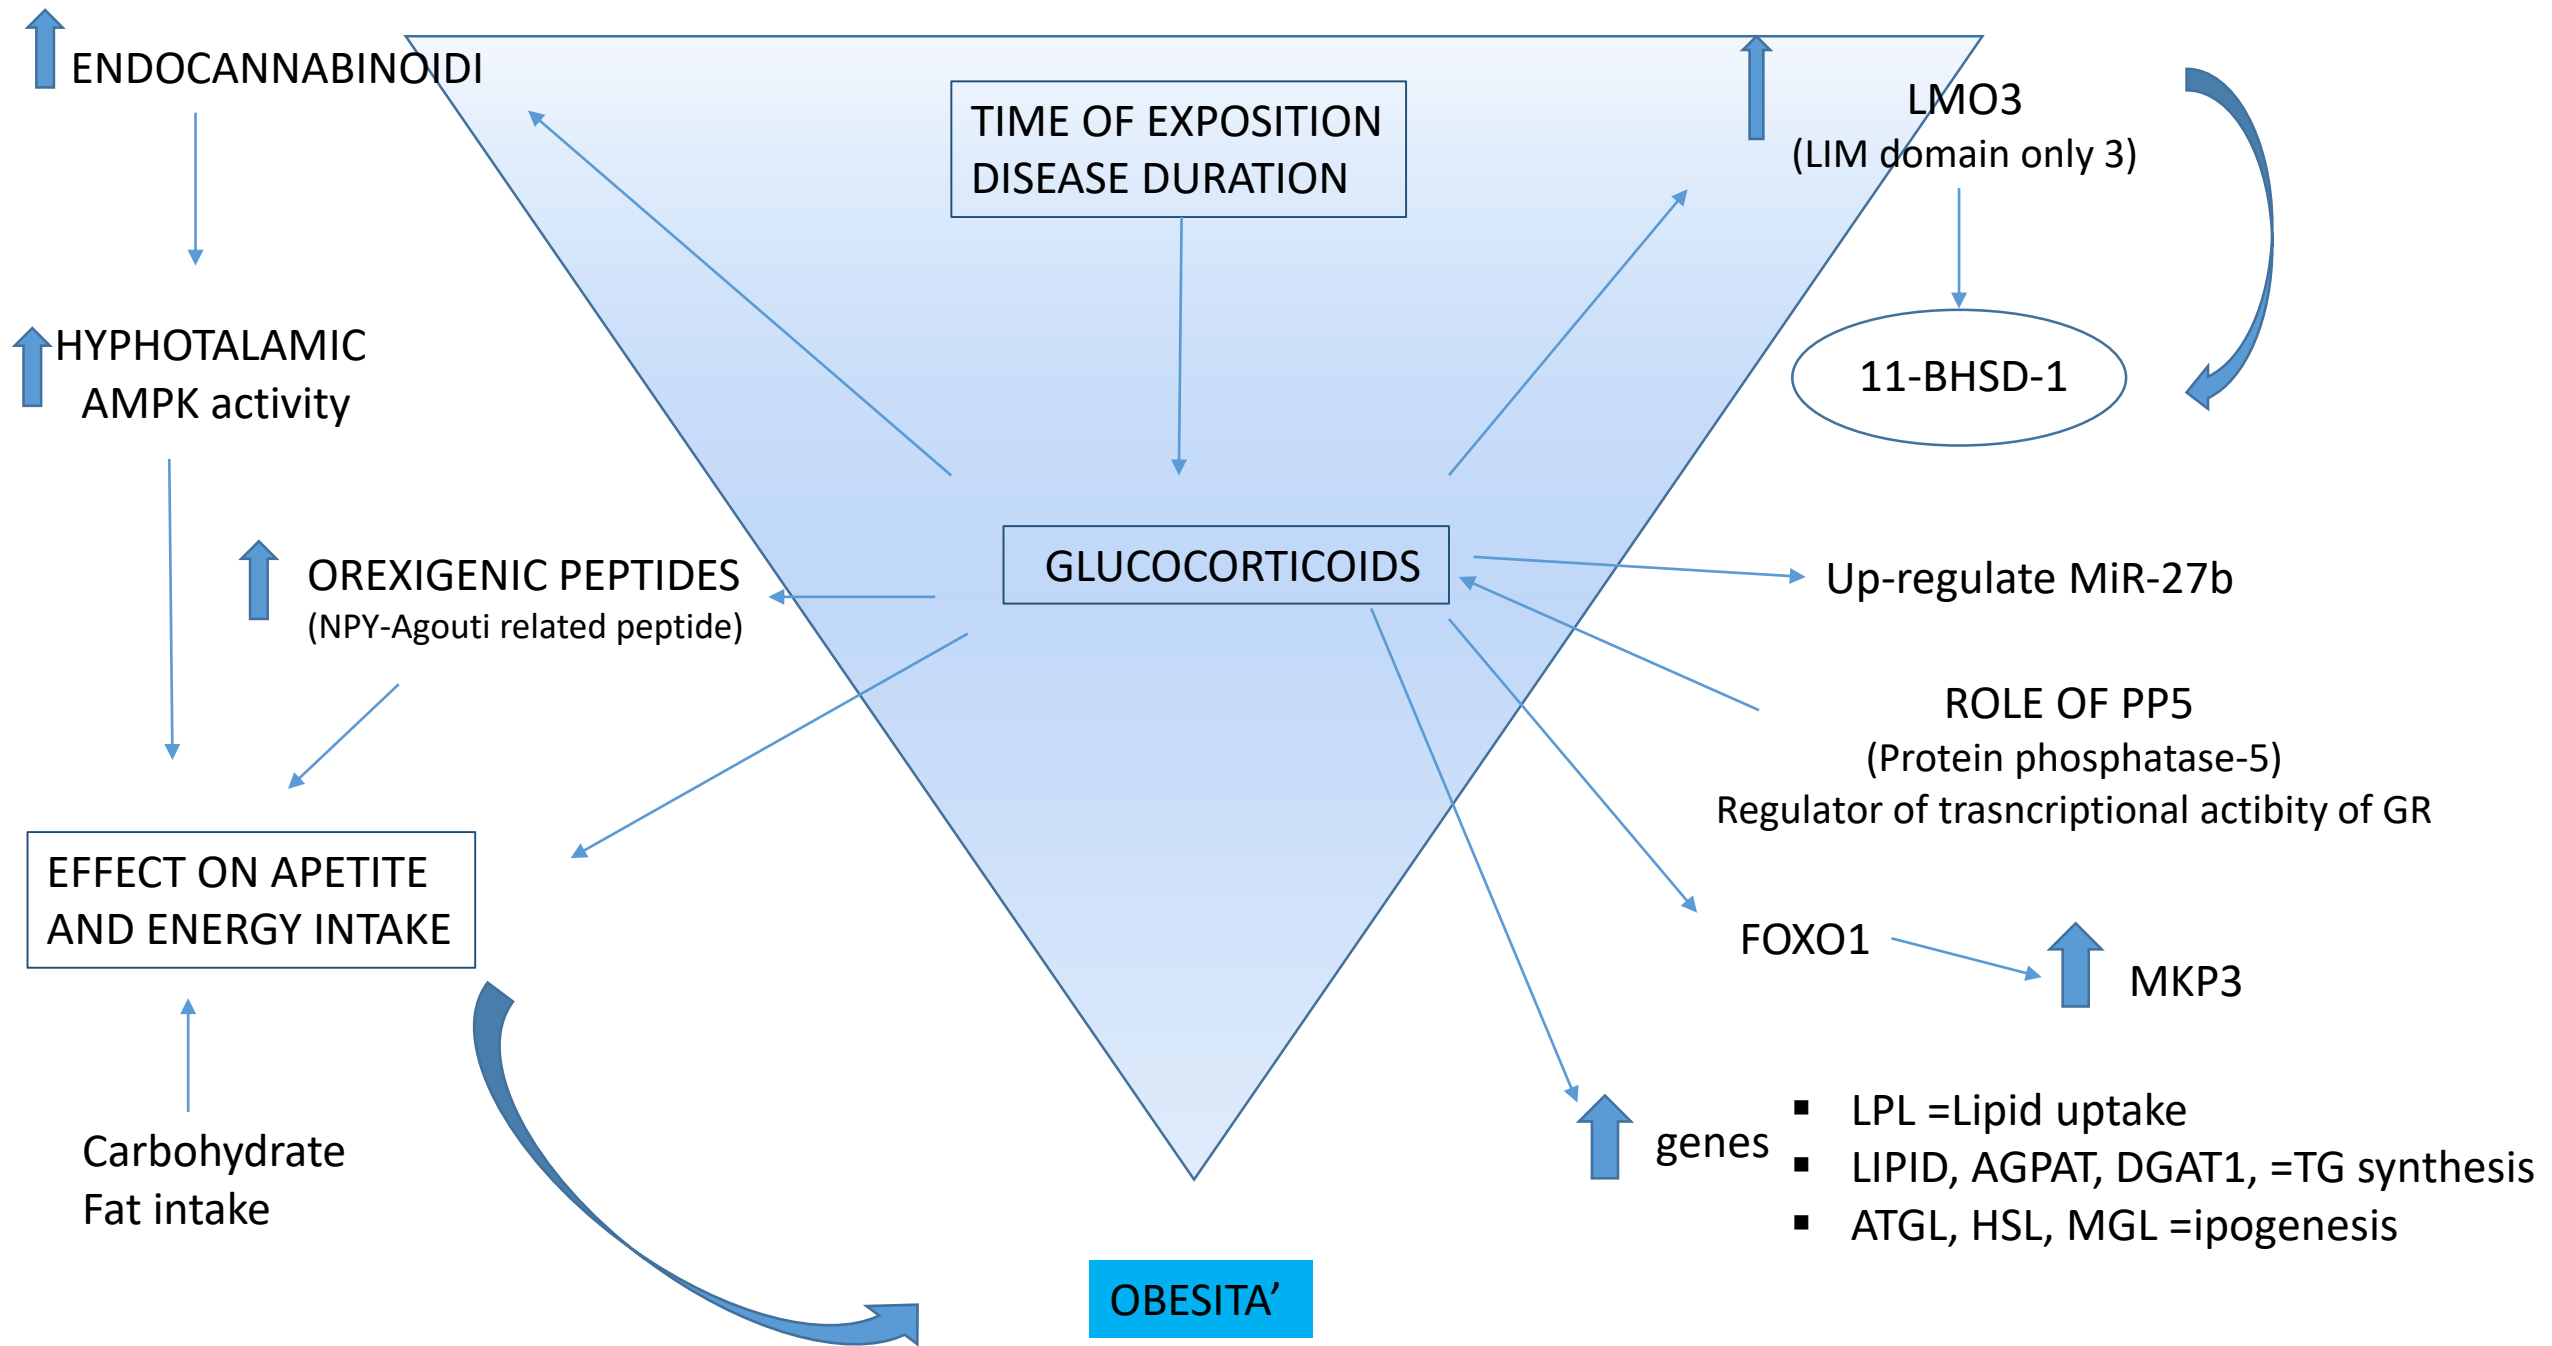 ENDOCANNABINOIDI
TIME OF EXPOSITION
DISEASE DURATION
LMO3
(LIM domain only 3)
HYPHOTALAMIC
AMPK activity
11-BHSD-1
OREXIGENIC PEPTIDES
(NPY-Agouti related peptide)
GLUCOCORTICOIDS
Up-regulate MiR-27b
ROLE OF PP5
(Protein phosphatase-5)
Regulator of trasncriptional actibity of GR
EFFECT ON APETITE
AND ENERGY INTAKE
FOXO1
MKP3
Carbohydrate
Fat intake
genes
▪ LPL =Lipid uptake
▪ LIPID, AGPAT, DGAT1, =TG synthesis
▪ ATGL, HSL, MGL =ipogenesis
OBESITA’